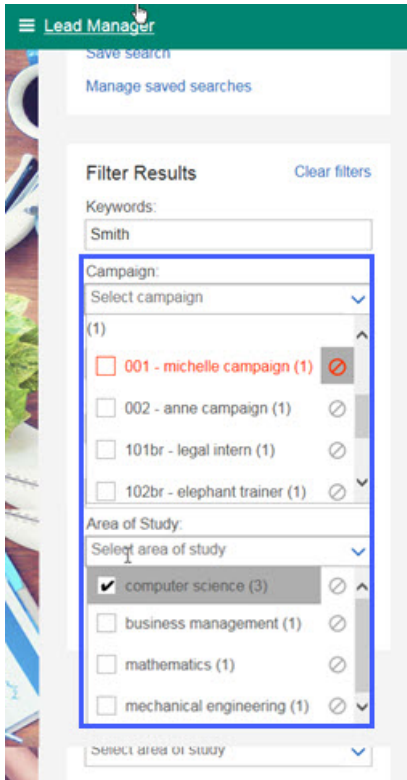 Lead Manager
Save search
Manage saved searches
Filter Results
Clear filters
Keywords:
Smith
Campaign:
Select campaign
(1)
001 - michelle campaign (1)
002 - anne campaign (1)
101br - legal intern (1)
102br - elephant trainer (1)
Area of Study:
Select area of study
computer science (3)
business management (1)
mathematics (1)
mechanical engineering (1)
Select area of study